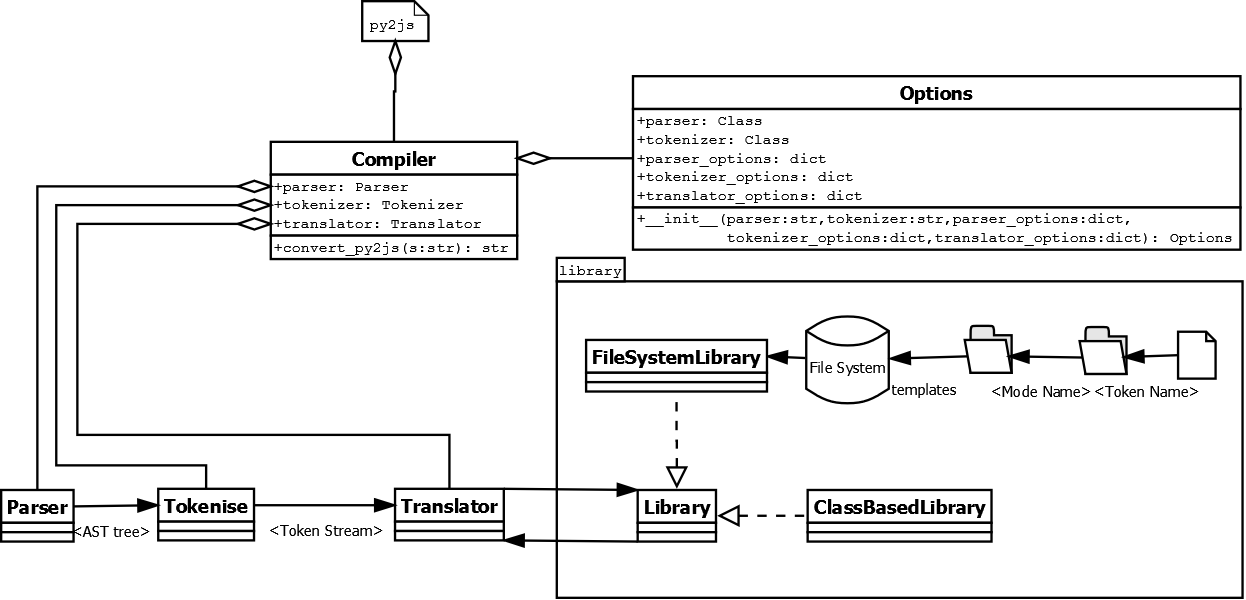 py2js
Options
+parser: Class
+tokenizer: Class
+parser_options: dict
+tokenizer_options: dict
+translator_options: dict
+__init__(parser:str,tokenizer:str,parser_options:dict,
tokenizer_options:dict,translator_options:dict): Options
Compiler
+parser: Parser
+tokenizer: Tokenizer
+translator: Translator
+convert_py2js(s:str): str
library
FileSystemLibrary
File System
templates
<Mode Name>
<Token Name>
Parser
<AST tree>
Tokenise
<Token Stream>
Translator
Library
ClassBasedLibrary